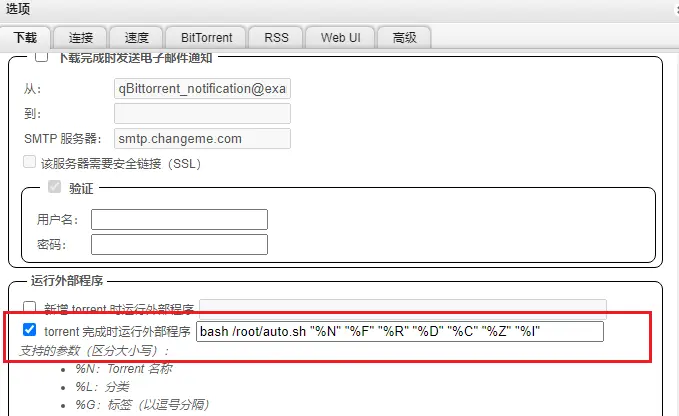 选项
下载 连接 速度 BitTorrent RSS Web UI 高级
下载完成时发送电子邮件通知
从： qBittorrent_notification@exa
到：
SMTP 服务器： smtp.changeme.com
该服务器需要安全链接（SSL）
验证
用户名：
密码：
运行外部程序
新增 torrent 时运行外部程序
torrent 完成时运行外部程序 bash /root/auto.sh "%N" "%F" "%R" "%D" "%C" "%Z" "%I"
支持的参数（区分大小写）：
• %N：Torrent 名称
• %L：分类
• %G：标签（以逗号分隔）